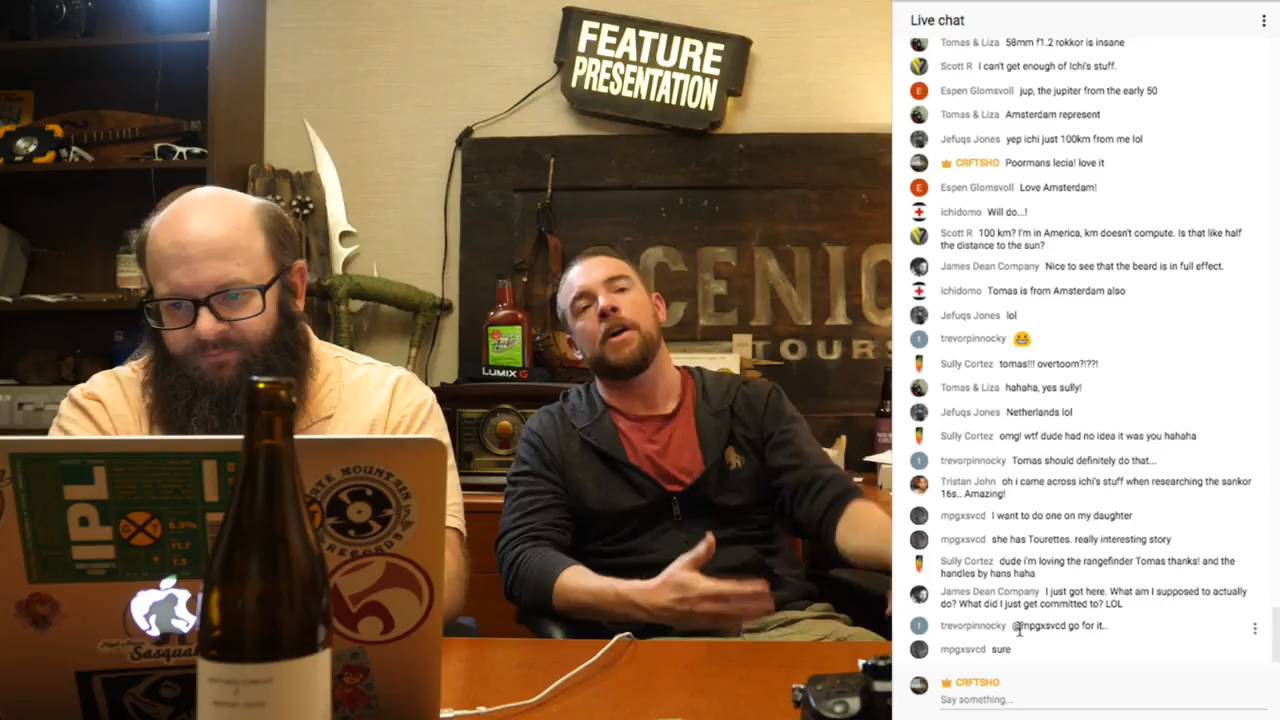 FEATURE
PRESENTATION
CENIC
TOURS
LUMIX G
IPL
6.5%
71.7
7.5
MOUNTAIN
RECORDS
Sasqua
Live chat
Tomas & Liza 58mm f1.2 rokkor is insane
Scott R I can't get enough of Ichi's stuff.
E Espen Glomsvoll jup, the jupiter from the early 50
Tomas & Liza Amsterdam represent
Jefuqs Jones yep ichi just 100km from me lol
CRFTSHO Poormans lecia! love it
E Espen Glomsvoll Love Amsterdam!
ichidomo Will do...!
Scott R 100 km? I'm in America, km doesn't compute. Is that like half
the distance to the sun?
James Dean Company Nice to see that the beard is in full effect.
ichidomo Tomas is from Amsterdam also
Jefuqs Jones lol
t trevorpinnocky 😁
Sully Cortez tomas!!! overtoom?!??!
Tomas & Liza hahaha, yes sully!
Jefuqs Jones Netherlands lol
Sully Cortez omg! wtf dude had no idea it was you hahaha
t trevorpinnocky Tomas should definitely do that...
Tristan John oh i came across ichi's stuff when researching the sankor
16s.. Amazing!
mpgxsvcd I want to do one on my daughter
mpgxsvcd she has Tourettes. really interesting story
Sully Cortez dude i'm loving the rangefinder Tomas thanks! and the
handles by hans haha
James Dean Company I just got here. What am I supposed to actually
do? What did I just get committed to? LOL
t trevorpinnocky @mpgxsvcd go for it..
mpgxsvcd sure
CRFTSHO
Say something...